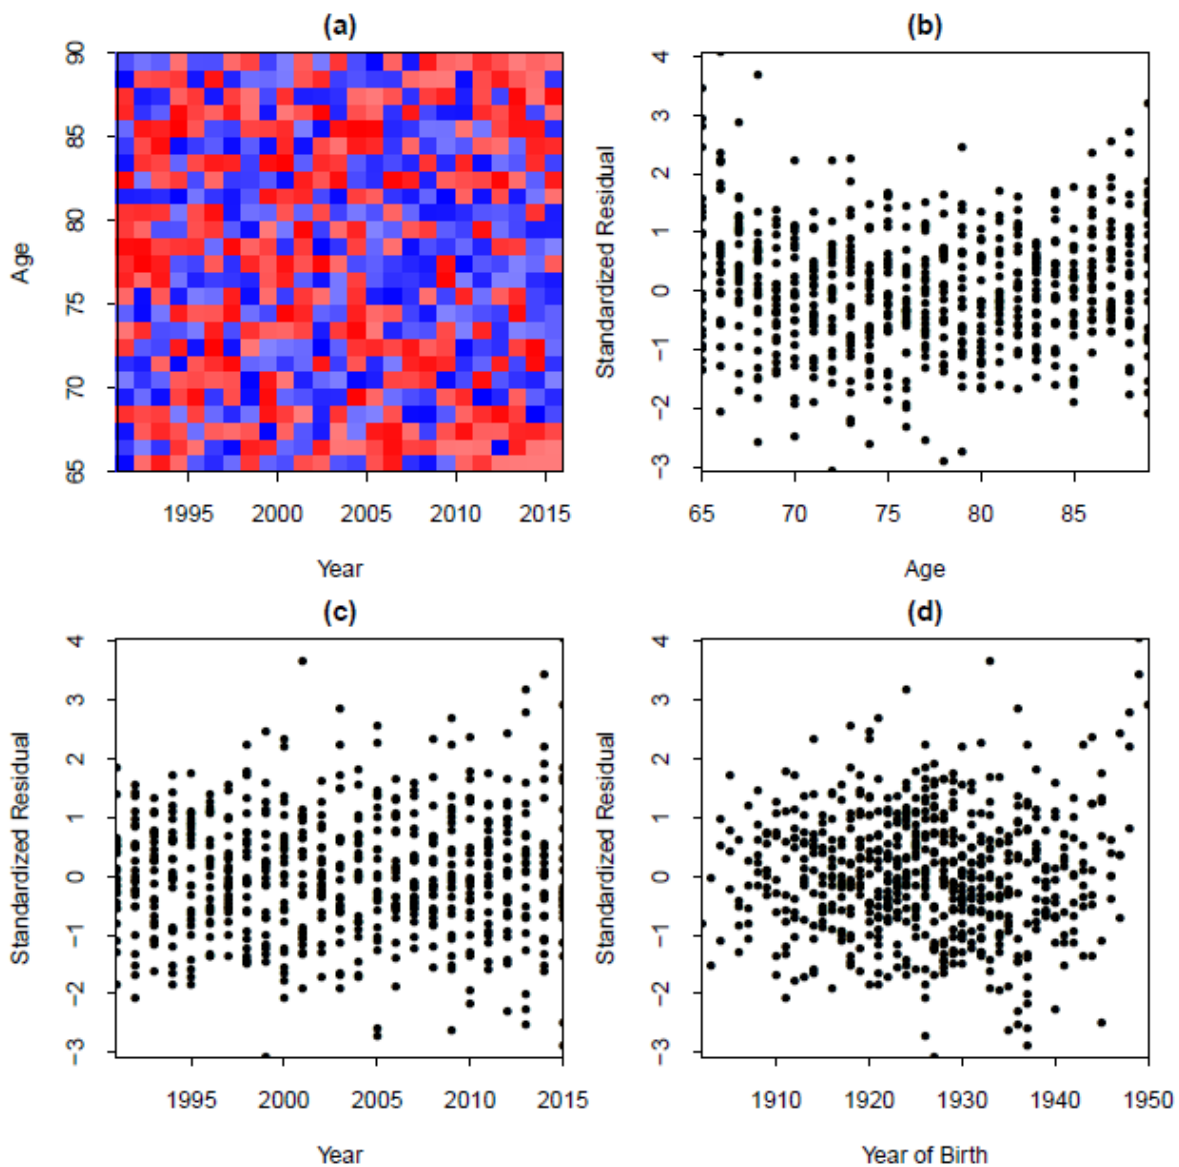 (a)
90
85
80
75
70
65
Age
1995 2000 2005 2010 2015
Year
(b)
4
3
2
1
0
−1
−2
−3
Standardized Residual
65 70 75 80 85
Age
(c)
4
3
2
1
0
−1
−2
−3
Standardized Residual
1995 2000 2005 2010 2015
Year
(d)
4
3
2
1
0
−1
−2
−3
Standardized Residual
1910 1920 1930 1940 1950
Year of Birth